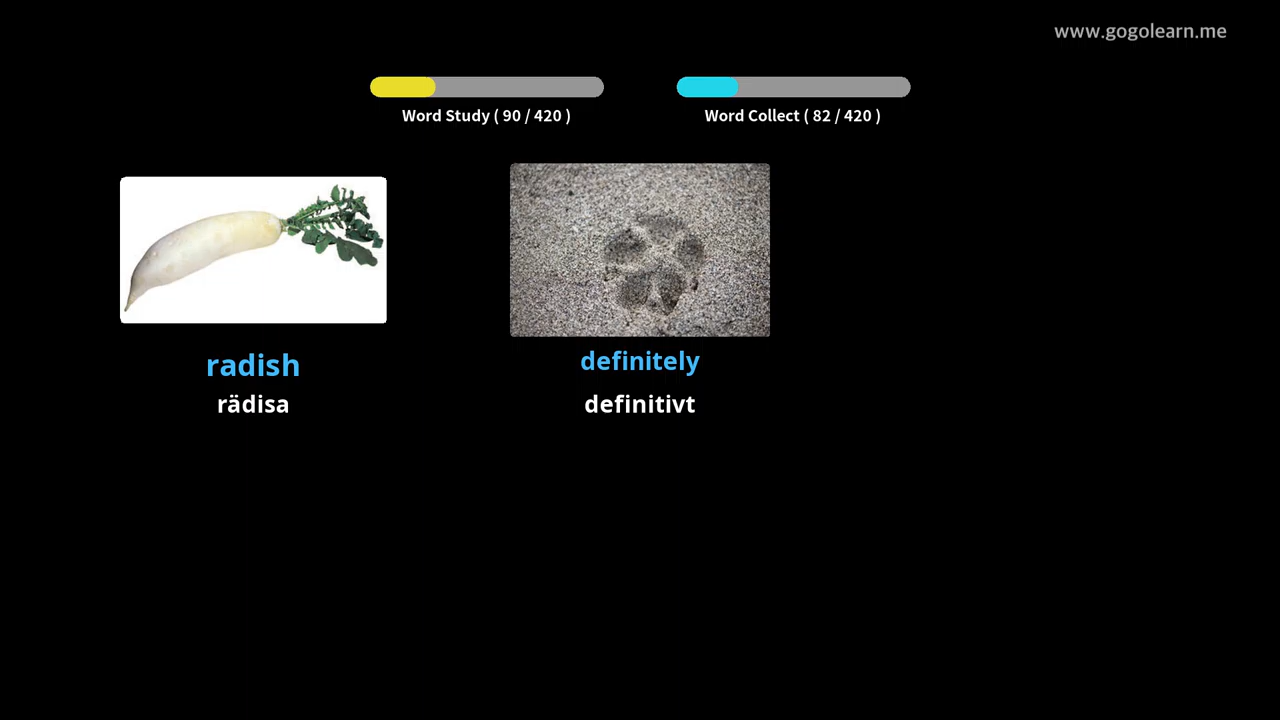 www.gogolearn.me
Word Study ( 90 / 420 )
Word Collect ( 82 / 420 )
radish
rädisa
definitely
definitivt